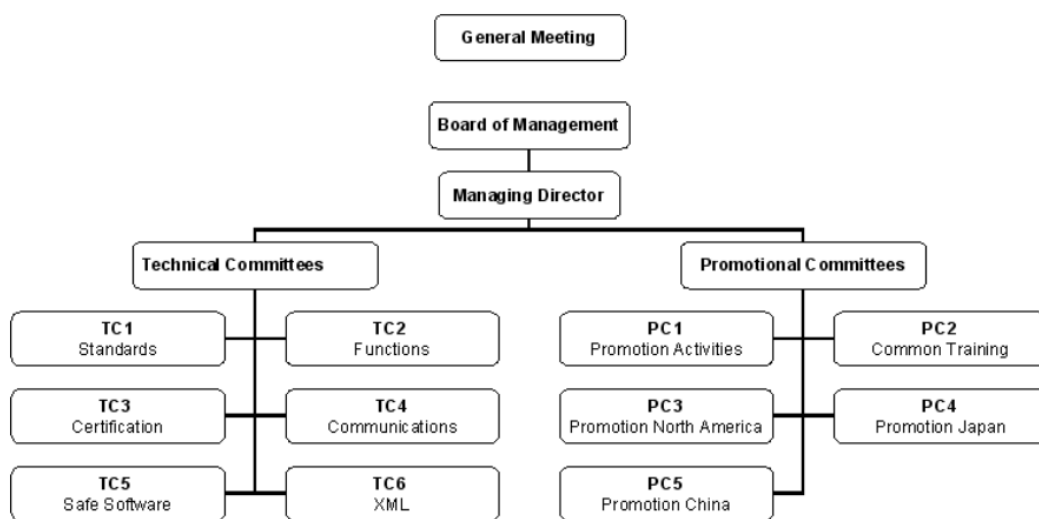 General Meeting
Board of Management
Managing Director
Technical Committees
Promotional Committees
TC1
Standards
TC2
Functions
PC1
Promotion Activities
PC2
Common Training
TC3
Certification
TC4
Communications
PC3
Promotion North America
PC4
Promotion Japan
TC5
Safe Software
TC6
XML
PC5
Promotion China